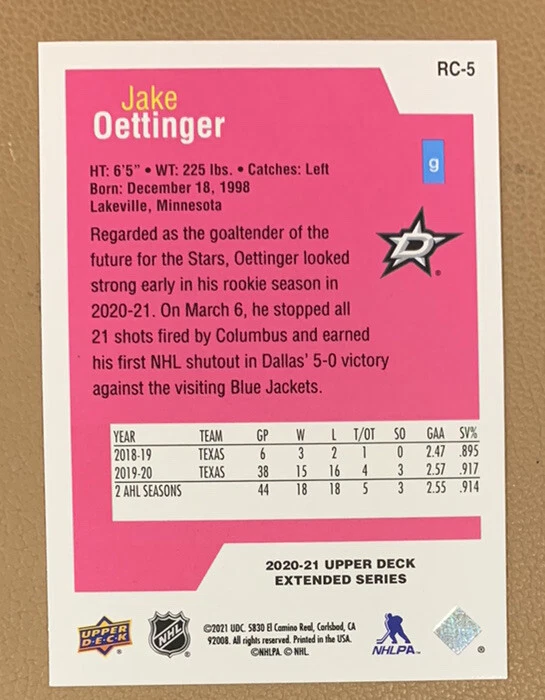 RC-5
Jake
Oettinger
HT: 6'5" • WT: 225 lbs. • Catches: Left
Born: December 18, 1998
Lakeville, Minnesota
g
Regarded as the goaltender of the
future for the Stars, Oettinger looked
strong early in his rookie season in
2020-21. On March 6, he stopped all
21 shots fired by Columbus and earned
his first NHL shutout in Dallas' 5-0 victory
against the visiting Blue Jackets.
D
YEAR TEAM GP W L T/OT SO GAA SV%
2018-19 TEXAS 6 3 2 1 0 2.47 .895
2019-20 TEXAS 38 15 16 4 3 2.57 .917
2 AHL SEASONS 44 18 18 5 3 2.55 .914
2020-21 UPPER DECK
EXTENDED SERIES
UPPER
D·E·C·K
NHL
©2021 UDC. 5830 El Camino Real, Carlsbad, CA
92008. All rights reserved. Printed in the USA.
©NHLPA. © NHL.
NHLPA™
®